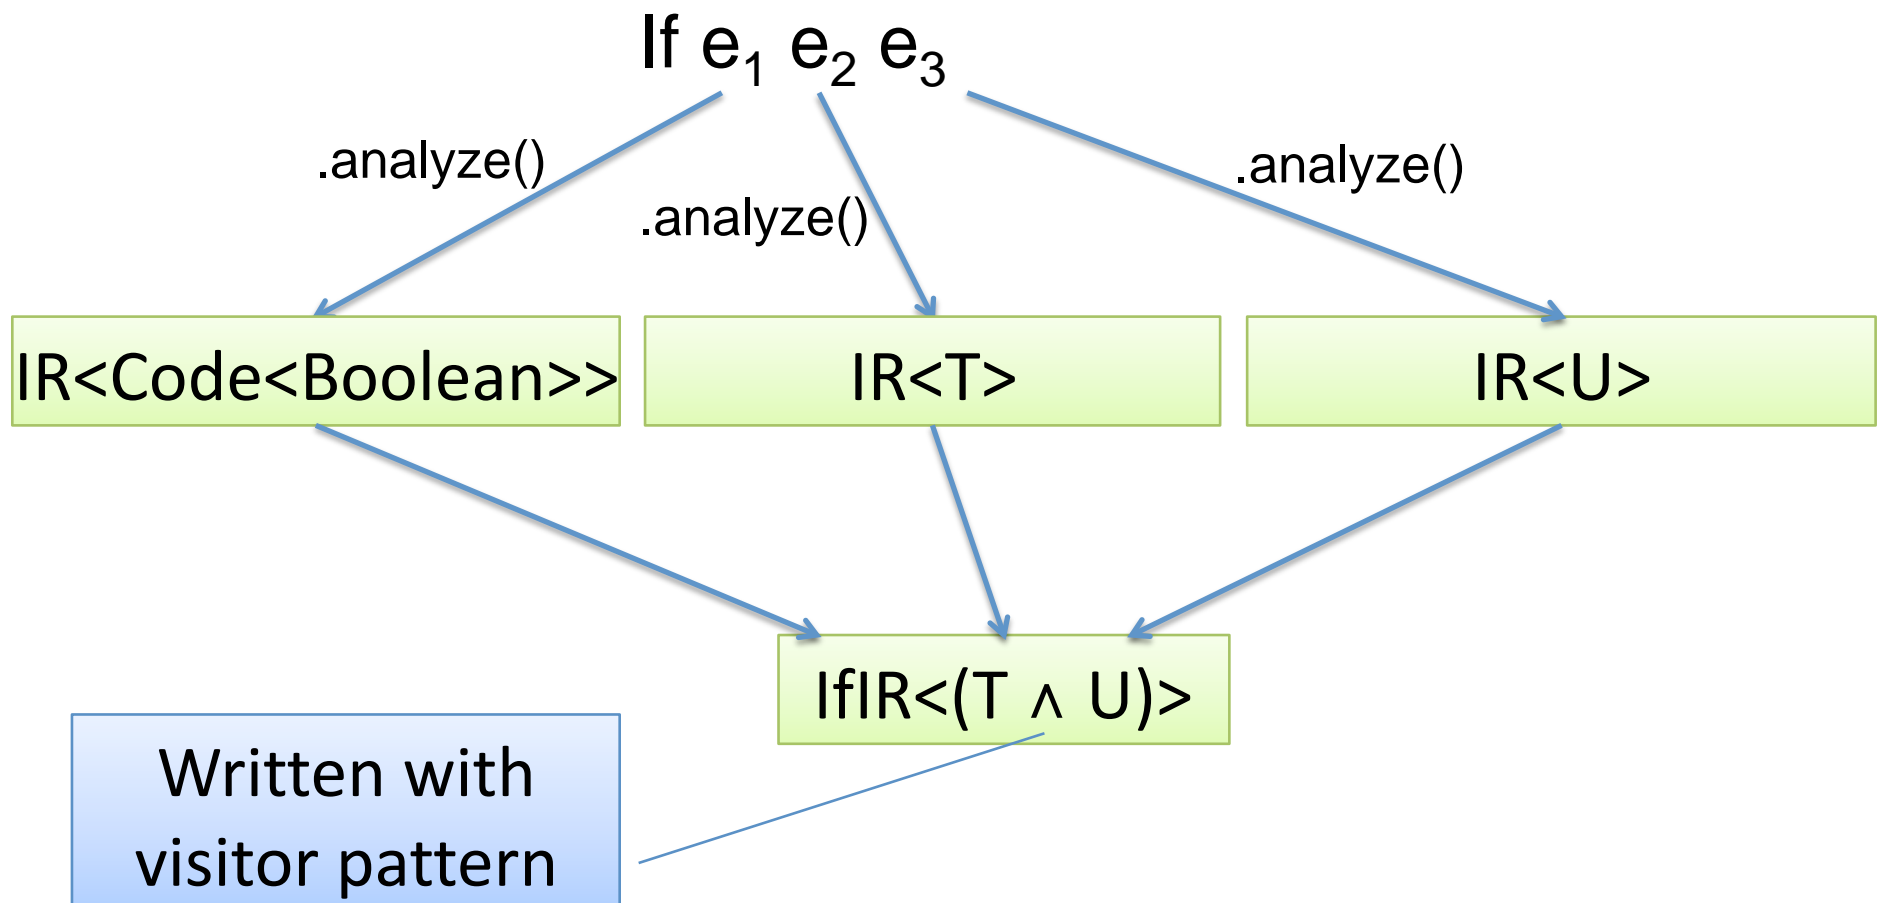 If e₁ e₂ e₃
.analyze()
.analyze()
.analyze()
IR<Code<Boolean>>
IR<T>
IR<U>
IfIR<(T ∧ U)>
Written with
visitor pattern